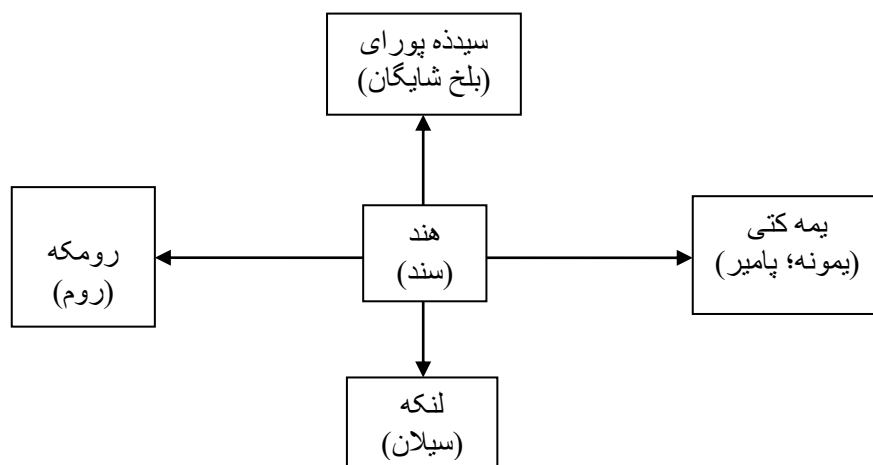 سیدذه پورای
(بلخ شایگان)
یمه کتی
(یمونه؛ پامیر)
هند
(سند)
رومکه
(روم)
لنکه
(سیلان)